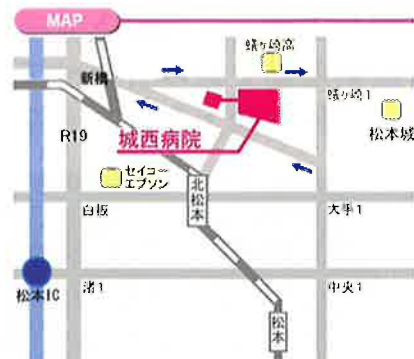 MAP
蟻ヶ崎高
新橋
蟻ヶ崎1
松本城
R19
城西病院
セイコー
エプソン
北松本
白板
大手1
松本IC
渚1
中央1
松本